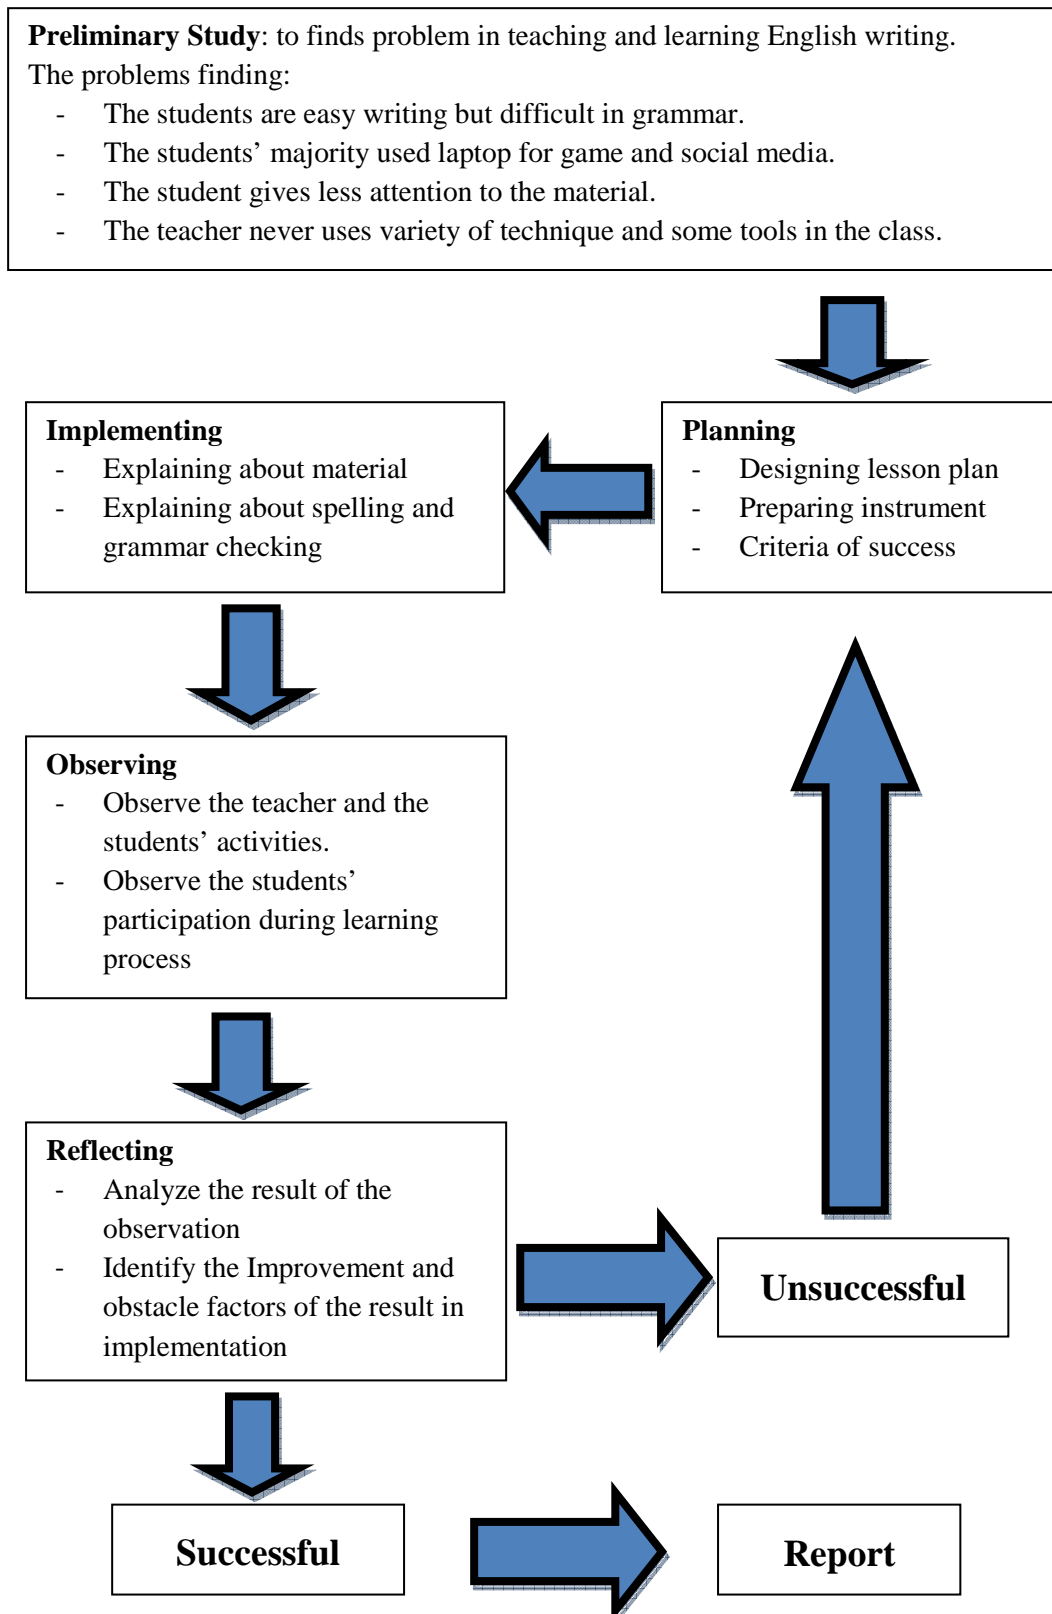 Preliminary Study: to finds problem in teaching and learning English writing.
The problems finding:
- The students are easy writing but difficult in grammar.
- The students’ majority used laptop for game and social media.
- The student gives less attention to the material.
- The teacher never uses variety of technique and some tools in the class.
Implementing
- Explaining about material
- Explaining about spelling and
grammar checking
Planning
- Designing lesson plan
- Preparing instrument
- Criteria of success
Observing
- Observe the teacher and the
students’ activities.
- Observe the students’
participation during learning
process
Reflecting
- Analyze the result of the
observation
- Identify the Improvement and
obstacle factors of the result in
implementation
Unsuccessful
Successful
Report